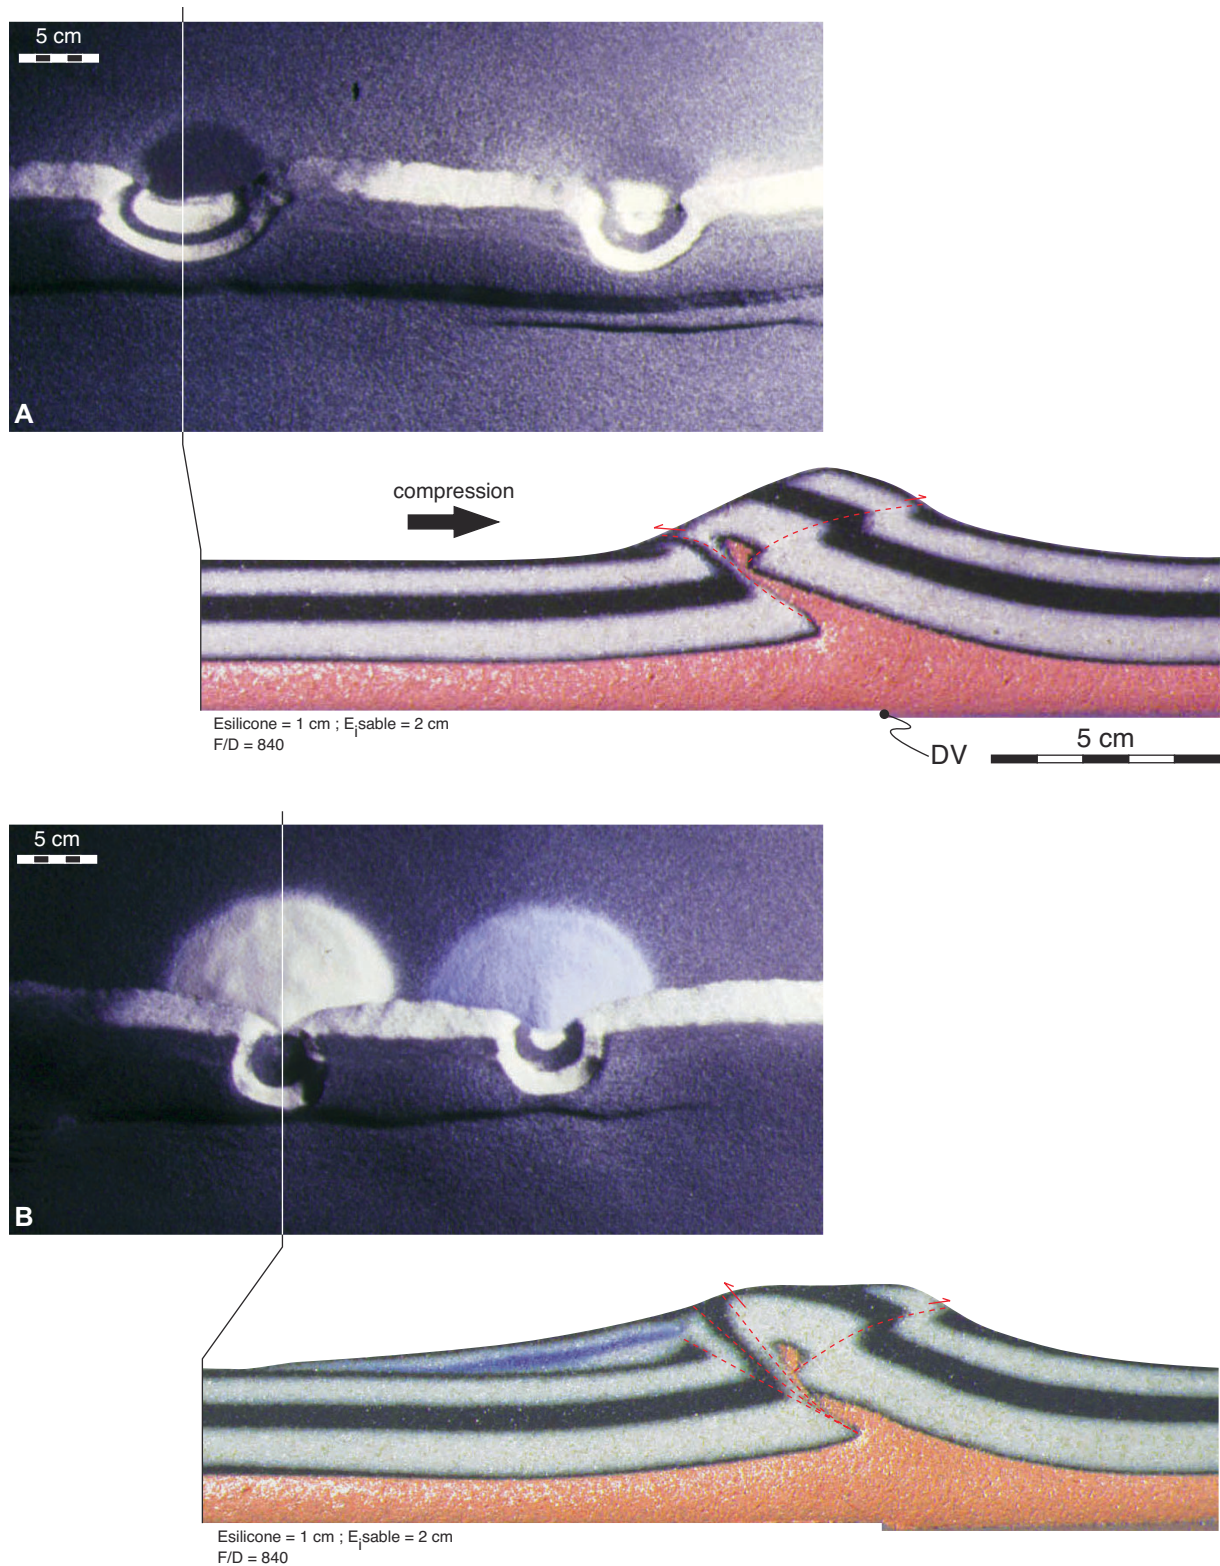 5 cm
A
compression
Esilicone = 1 cm ; Eisable = 2 cm
F/D = 840
DV
5 cm
5 cm
B
Esilicone = 1 cm ; Eisable = 2 cm
F/D = 840